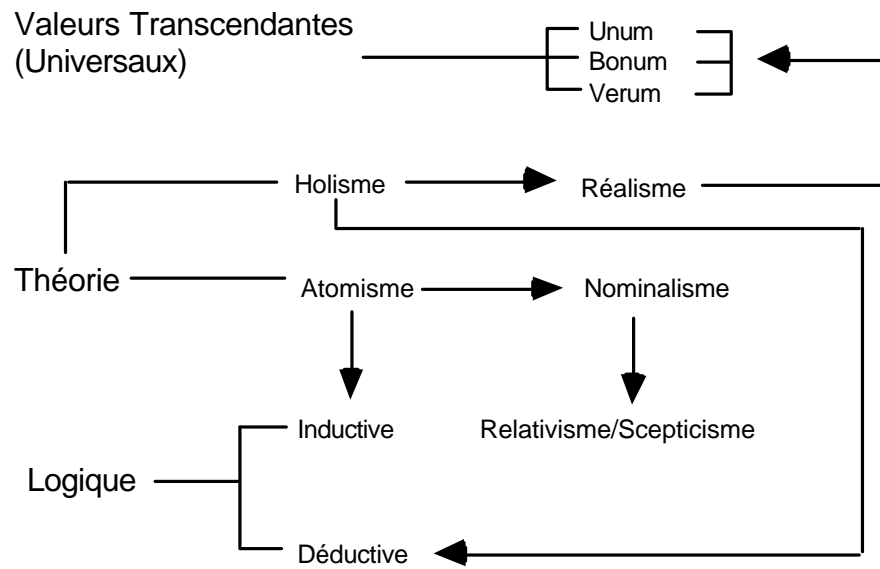 Valeurs Transcendantes
(Universaux)
Unum
Bonum
Verum
Holisme
Réalisme
Théorie
Atomisme
Nominalisme
Inductive
Relativisme/Scepticisme
Logique
Déductive